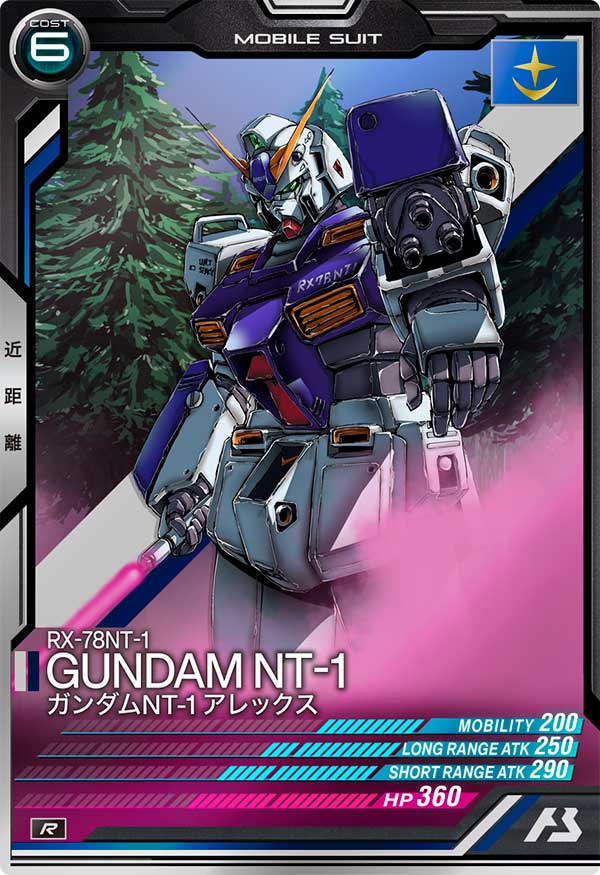 COST
6
MOBILE SUIT
RX78NT1
近距離
RX-78NT-1
GUNDAM NT-1
ガンダムNT-1 アレックス
MOBILITY 200
LONG RANGE ATK 250
SHORT RANGE ATK 290
HP 360
R